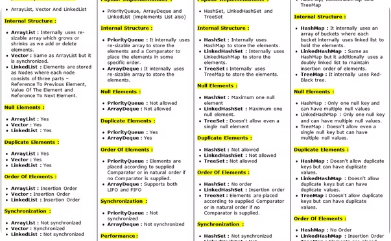 ArrayList, Vector And LinkedList
Internal Structure :
ArrayList : Internally uses re-
sizable array which grows or
shrinks as we add or delete
elements.
Vector : Same as ArrayList but it
is synchronized.
LinkedList : Elements are stored
as Nodes where each node
consists of three parts -
Reference To Previous Element,
Value Of The Element and
Reference To Next Element.
Null Elements :
ArrayList : Yes
Vector : Yes
LinkedList : Yes
Duplicate Elements :
ArrayList : Yes
Vector : Yes
LinkedList : Yes
Order Of Elements :
ArrayList : Insertion Order
Vector : Insertion Order
LinkedList : Insertion Order
Synchronization :
ArrayList : Not synchronized
Vector : Synchronized
LinkedList : Not synchronized
PriorityQueue, ArrayDeque and
LinkedList (Implements List also)
Internal Structure :
PriorityQueue : It internally uses
re-sizable array to store the
elements and a Comparator to
place the elements in some
specific order.
ArrayDeque : It internally uses
re-sizable array to store the
elements.
Null Elements :
PriorityQueue : Not allowed
ArrayDeque : Not allowed
Duplicate Elements :
PriorityQueue : Yes
ArrayDeque : Yes
Order Of Elements :
PriorityQueue : Elements are
placed according to supplied
Comparator or in natural order if
no Comparator is supplied.
ArrayDeque : Supports both
LIFO and FIFO
Synchronization :
PriorityQueue : Not
synchronized
ArrayDeque : Not synchronized
Performance :
HashSet, LinkedHashSet and
TreeSet
Internal Structure :
HashSet : Internally uses
HashMap to store the elements.
LinkedHashSet : Internally uses
LinkedHashMap to store the
elements.
TreeSet : Internally uses
TreeMap to store the elements.
Null Elements :
HashSet : Maximum one null
element
LinkedHashSet : Maximum one
null element.
TreeSet : Doesn't allow even a
single null element
Duplicate Elements :
HashSet : Not allowed
LinkedHashSet : Not allowed
TreeSet : Not allowed
Order Of Elements :
HashSet : No order
LinkedHashSet : Insertion order
TreeSet : Elements are placed
according to supplied Comparator
or in natural order if no
Comparator is supplied.
Synchronization :
HashSet : Not synchronized
Internal Structure :
HashMap : It internally uses an
array of buckets where each
bucket internally uses linked list to
hold the elements.
LinkedHashMap : Same as
HashMap but it additionally uses a
doubly linked list to maintain
insertion order of elements.
TreeMap : It internally uses Red-
Black tree.
Null Elements :
HashMap : Only one null key and
can have multiple null values.
LinkedHashMap : Only one null key
and can have multiple null values.
TreeMap : Doesn't allow even a
single null key but can have
multiple null values.
Duplicate Elements :
HashMap : Doesn't allow duplicate
keys but can have duplicate
values.
LinkedHashMap : Doesn't allow
duplicate keys but can have
duplicate values.
TreeMap : Doesn't allow duplicate
keys but can have duplicate
values.
Order Of Elements :
HashMap : No Order